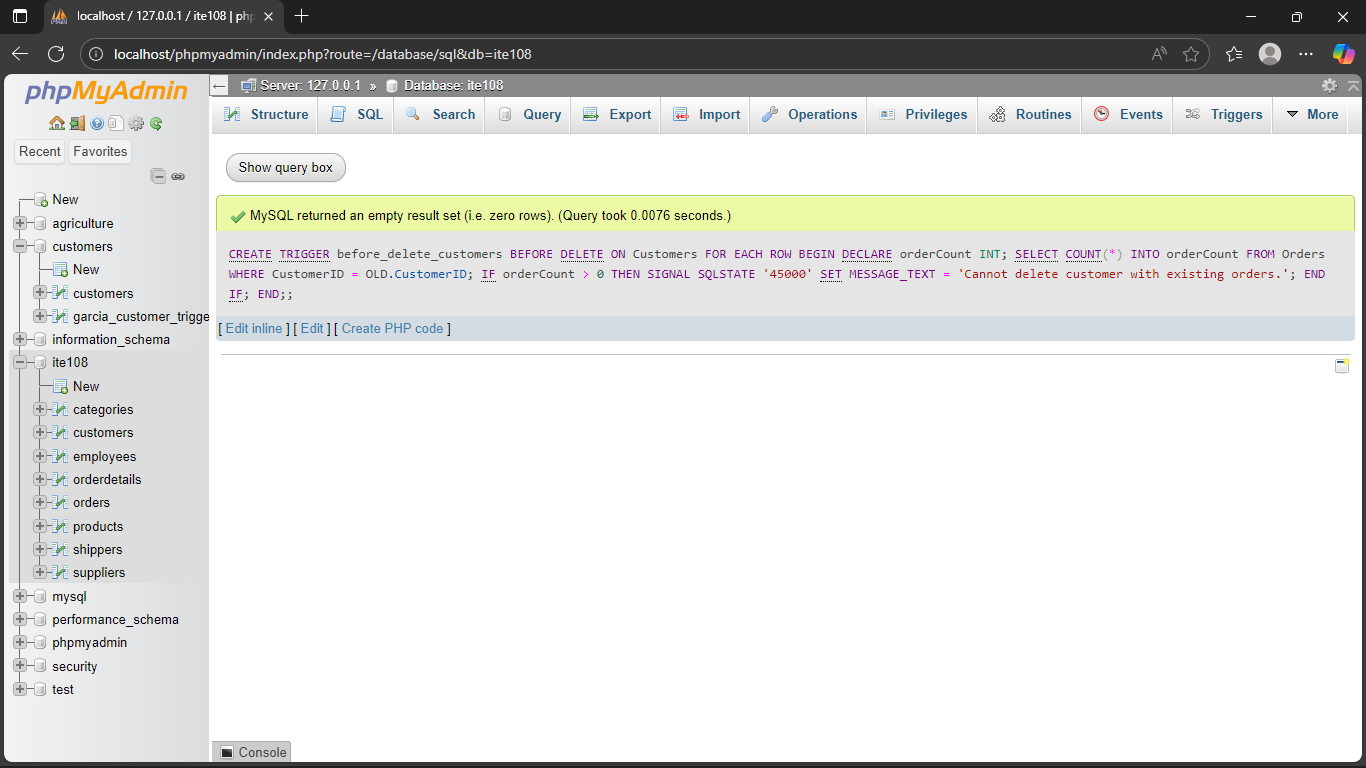 localhost / 127.0.0.1 / ite108 | php
localhost/phpmyadmin/index.php?route=/database/sql&db=ite108
phpMyAdmin
Recent Favorites
New
agriculture
customers
New
customers
garcia_customer_trigge
information_schema
ite108
New
categories
customers
employees
orderdetails
orders
products
shippers
suppliers
mysql
performance_schema
phpmyadmin
security
test
Server: 127.0.0.1 » Database: ite108
Structure SQL Search Query Export Import Operations Privileges Routines Events Triggers More
Show query box
MySQL returned an empty result set (i.e. zero rows). (Query took 0.0076 seconds.)
CREATE TRIGGER before_delete_customers BEFORE DELETE ON Customers FOR EACH ROW BEGIN DECLARE orderCount INT; SELECT COUNT(*) INTO orderCount FROM Orders
WHERE CustomerID = OLD.CustomerID; IF orderCount > 0 THEN SIGNAL SQLSTATE '45000' SET MESSAGE_TEXT = 'Cannot delete customer with existing orders.'; END
IF; END;;
[ Edit inline ] [ Edit ] [ Create PHP code ]
Console